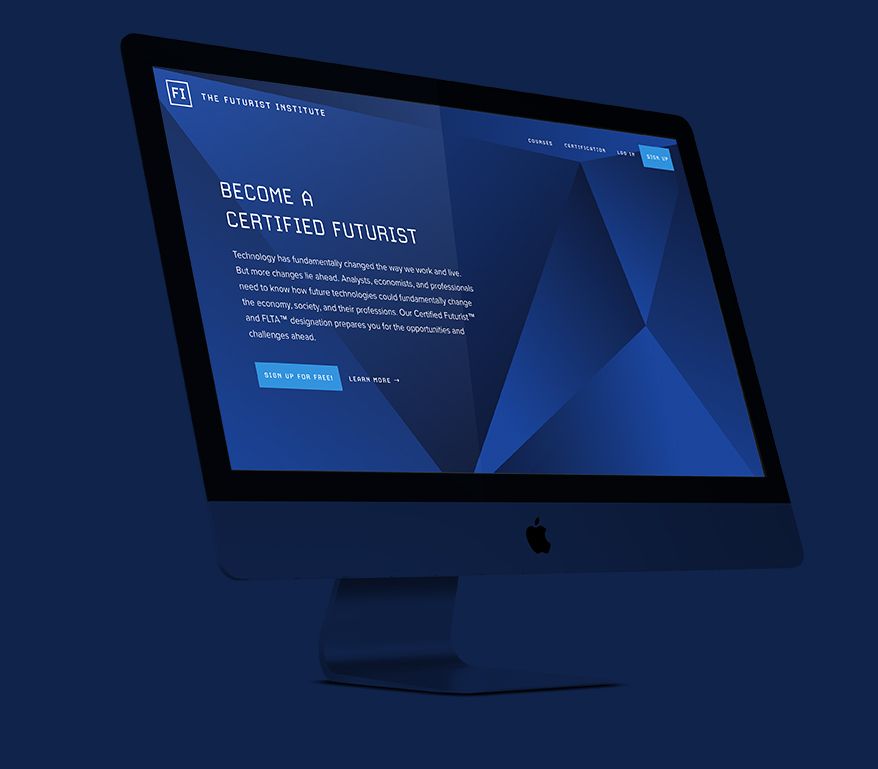 FI
THE FUTURIST INSTITUTE
COURSES
CERTIFICATION
LOG IN
SIGN UP
BECOME A
CERTIFIED FUTURIST
Technology has fundamentally changed the way we work and live.
But more changes lie ahead. Analysts, economists, and professionals
need to know how future technologies could fundamentally change
the economy, society, and their professions. Our Certified Futurist™
and FLTA™ designation prepares you for the opportunities and
challenges ahead.
SIGN UP FOR FREE!
LEARN MORE →